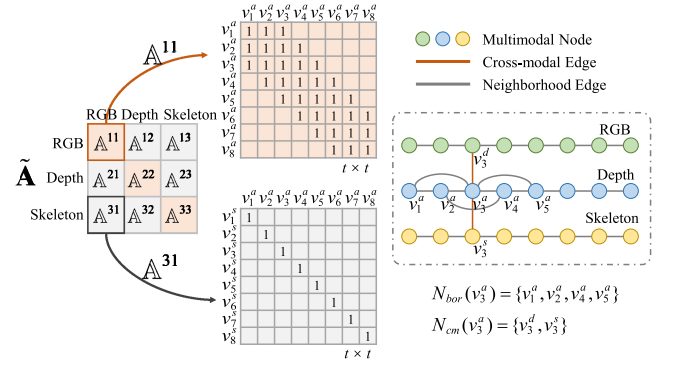 v₁ᵃ v₂ᵃ v₃ᵃ v₄ᵃ v₅ᵃ v₆ᵃ v₇ᵃ v₈ᵃ
v₁ᵃ 1 1 1
v₂ᵃ 1 1 1 1
v₃ᵃ 1 1 1 1 1
v₄ᵃ 1 1 1 1 1
v₅ᵃ 1 1 1 1 1
v₆ᵃ 1 1 1 1 1
v₇ᵃ 1 1 1 1
v₈ᵃ 1 1 1
t × t
𝔸¹¹
RGB Depth Skeleton
RGB 𝔸¹¹ 𝔸¹² 𝔸¹³
Depth 𝔸²¹ 𝔸²² 𝔸²³
Skeleton 𝔸³¹ 𝔸³² 𝔸³³
Ã
𝔸³¹
v₁ᵃ v₂ᵃ v₃ᵃ v₄ᵃ v₅ᵃ v₆ᵃ v₇ᵃ v₈ᵃ
v₁ˢ 1
v₂ˢ 1
v₃ˢ 1
v₄ˢ 1
v₅ˢ 1
v₆ˢ 1
v₇ˢ 1
v₈ˢ 1
t × t
Multimodal Node
Cross-modal Edge
Neighborhood Edge
RGB
v₃ᵈ
Depth
v₁ᵃ v₂ᵃ v₃ᵃ v₄ᵃ v₅ᵃ
Skeleton
v₃ˢ
N_bor(v₃ᵃ) = {v₁ᵃ, v₂ᵃ, v₄ᵃ, v₅ᵃ}
N_cm(v₃ᵃ) = {v₃ᵈ, v₃ˢ}